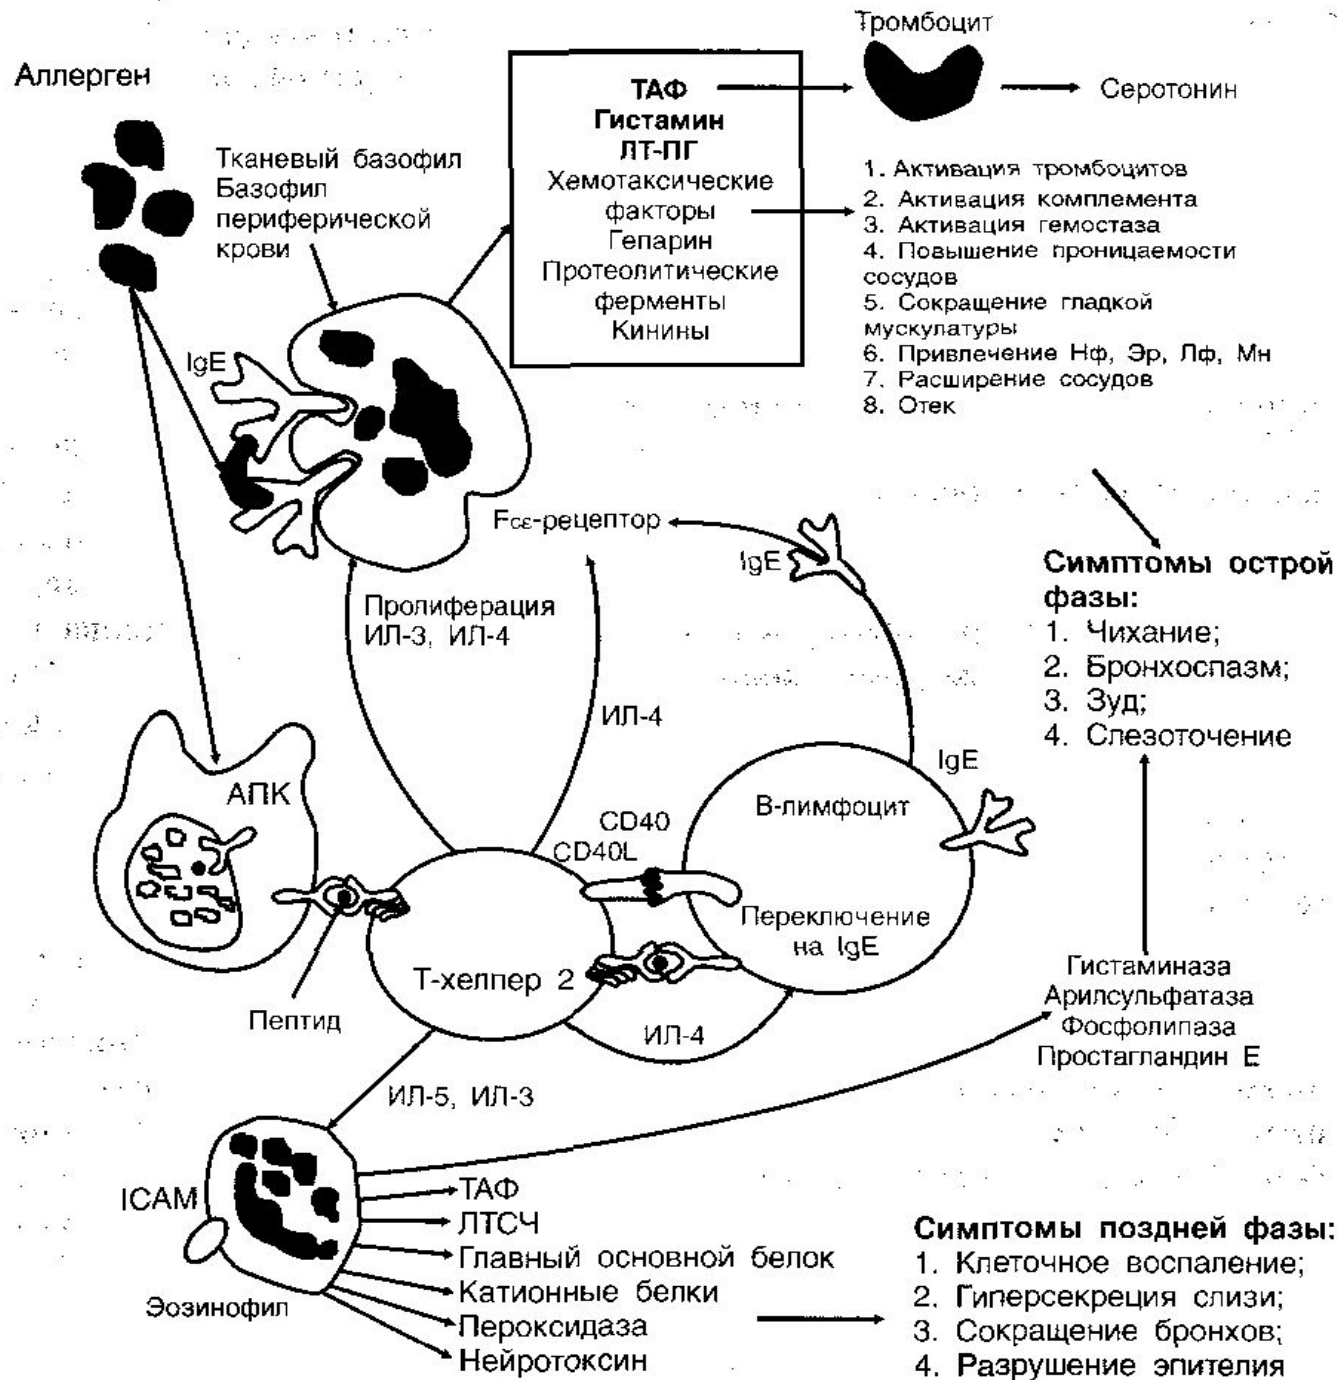 Аллерген
Тканевый базофил
Базофил
периферической
крови
IgE
ТАФ
Гистамин
ЛТ-ПГ
Хемотаксические
факторы
Гепарин
Протеолитические
ферменты
Кинины
Тромбоцит
Серотонин
1. Активация тромбоцитов
2. Активация комплемента
3. Активация гемостаза
4. Повышение проницаемости
сосудов
5. Сокращение гладкой
мускулатуры
6. Привлечение Нф, Эр, Лф, Мн
7. Расширение сосудов
8. Отек
Fcε-рецептор
IgE
Пролиферация
ИЛ-3, ИЛ-4
ИЛ-4
Симптомы острой
фазы:
1. Чихание;
2. Бронхоспазм;
3. Зуд;
4. Слезоточение
АПК
CD40
CD40L
В-лимфоцит
IgE
Переключение
на IgE
Т-хелпер 2
Пептид
ИЛ-4
Гистаминаза
Арилсульфатаза
Фосфолипаза
Простагландин Е
ИЛ-5, ИЛ-3
ICAM
Эозинофил
ТАФ
ЛТСЧ
Главный основной белок
Катионные белки
Пероксидаза
Нейротоксин
Симптомы поздней фазы:
1. Клеточное воспаление;
2. Гиперсекреция слизи;
3. Сокращение бронхов;
4. Разрушение эпителия